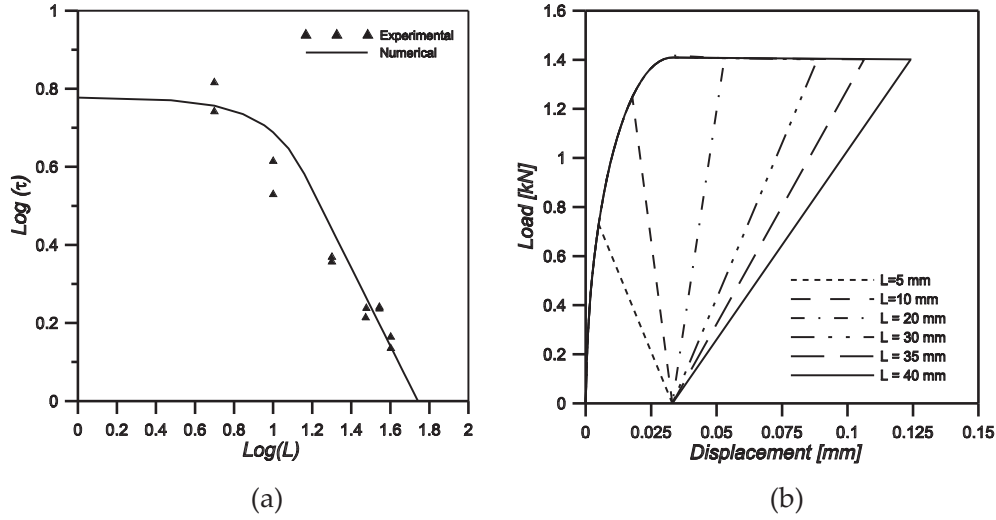 1
0.8
0.6
0.4
0.2
0
Log (τ)
0 0.2 0.4 0.6 0.8 1 1.2 1.4 1.6 1.8 2
Log(L)
Experimental
Numerical
(a)
2
1.8
1.6
1.4
1.2
1
0.8
0.6
0.4
0.2
0
Load [kN]
0 0.025 0.05 0.075 0.1 0.125 0.15
Displacement [mm]
L=5 mm
L=10 mm
L = 20 mm
L = 30 mm
L = 35 mm
L = 40 mm
(b)